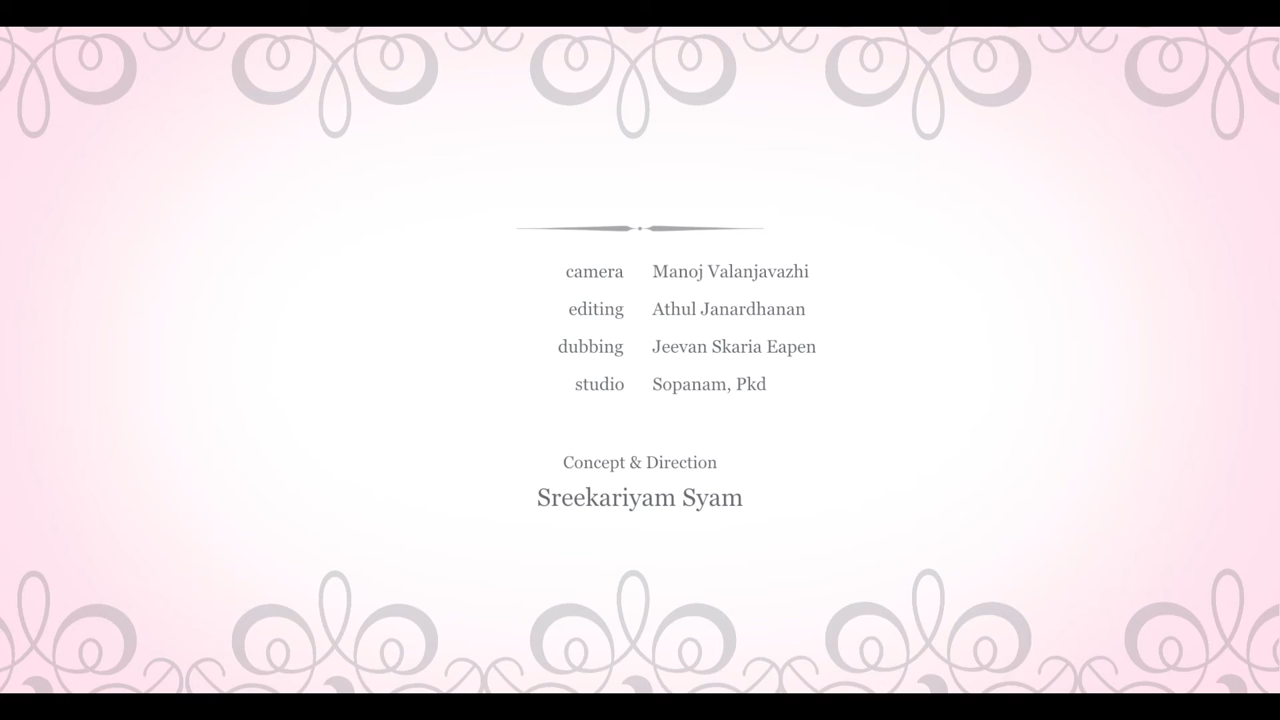 camera Manoj Valanjavazhi
editing Athul Janardhanan
dubbing Jeevan Skaria Eapen
studio Sopanam, Pkd
Concept & Direction
Sreekariyam Syam